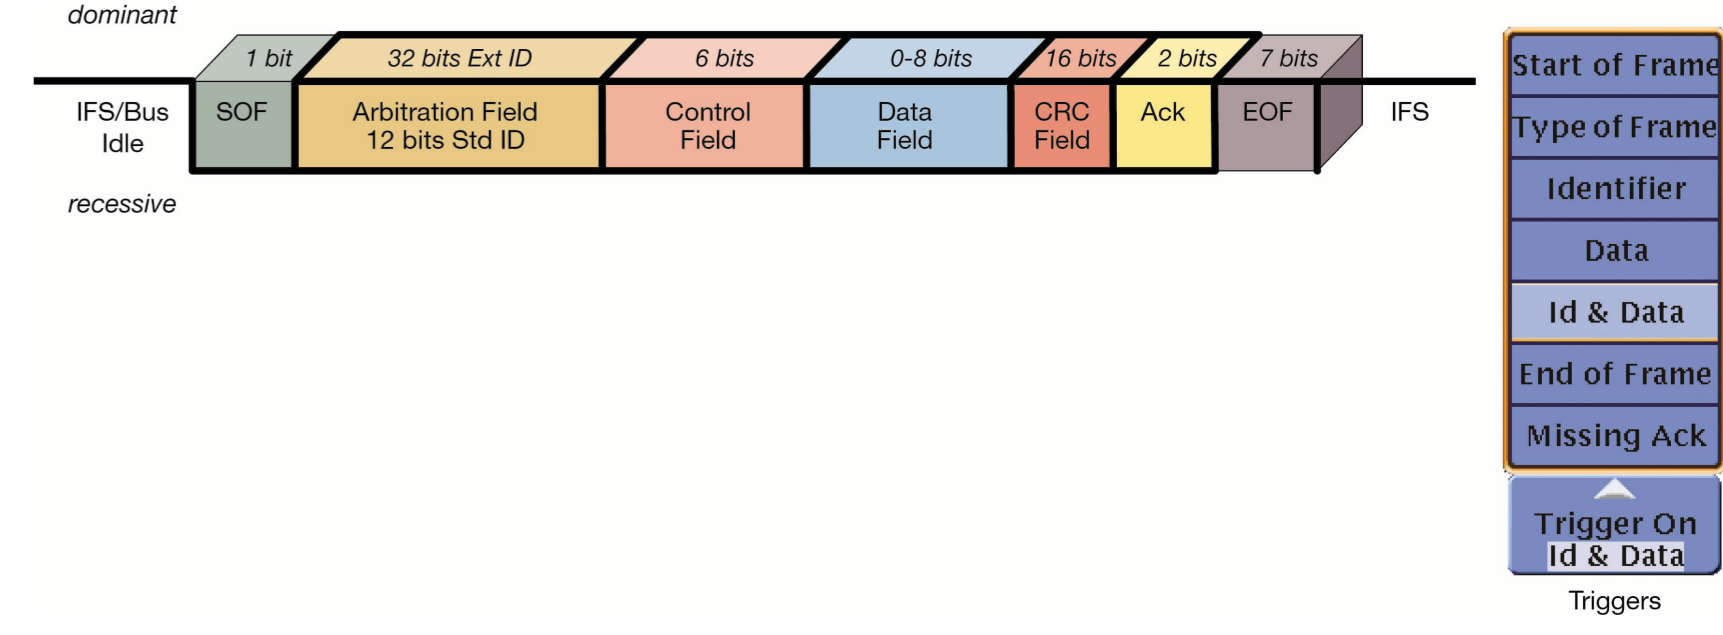 dominant
1 bit
32 bits Ext ID
6 bits
0-8 bits
16 bits
2 bits
7 bits
IFS/Bus
Idle
SOF
Arbitration Field
12 bits Std ID
Control
Field
Data
Field
CRC
Field
Ack
EOF
IFS
recessive
Start of Frame
Type of Frame
Identifier
Data
Id & Data
End of Frame
Missing Ack
Trigger On
Id & Data
Triggers